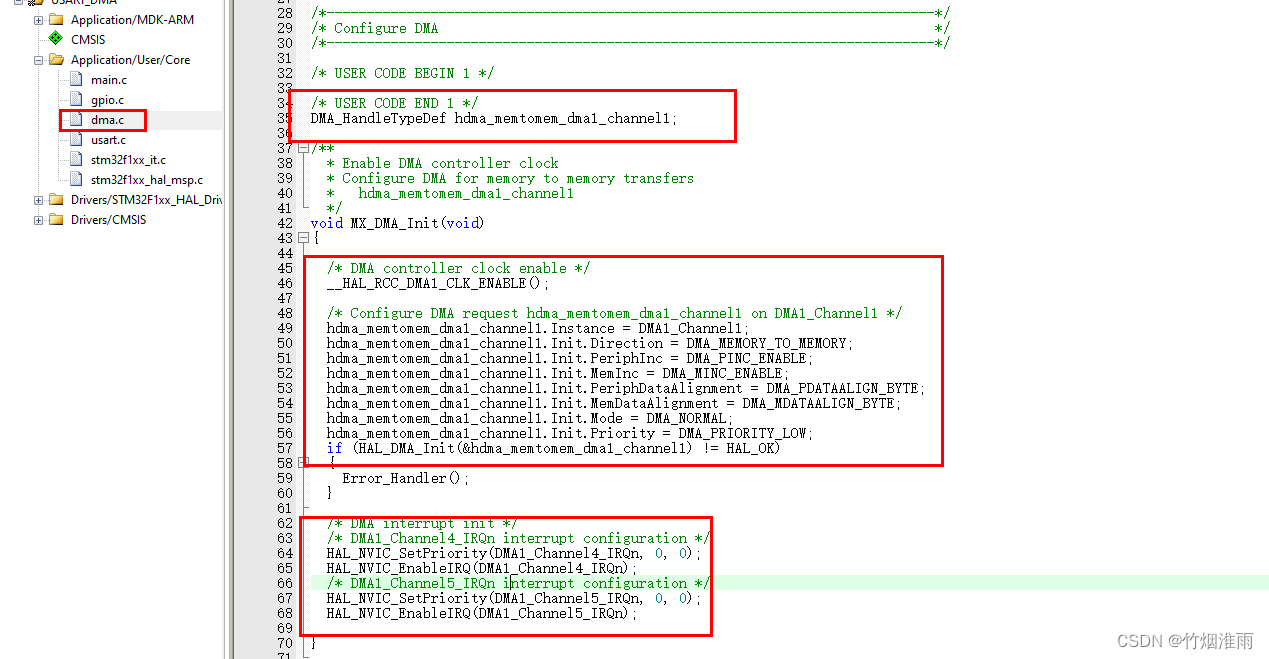 USART_DMA
Application/MDK-ARM
CMSIS
Application/User/Core
main.c
gpio.c
dma.c
usart.c
stm32f1xx_it.c
stm32f1xx_hal_msp.c
Drivers/STM32F1xx_HAL_Driv
Drivers/CMSIS
27
28 /*----------------------------------------------------------------------------*/
29 /* Configure DMA */
30 /*----------------------------------------------------------------------------*/
31
32 /* USER CODE BEGIN 1 */
33
34 /* USER CODE END 1 */
35 DMA_HandleTypeDef hdma_memtomem_dma1_channel1;
36
37 /**
38 * Enable DMA controller clock
39 * Configure DMA for memory to memory transfers
40 * hdma_memtomem_dma1_channel1
41 */
42 void MX_DMA_Init(void)
43 {
44
45 /* DMA controller clock enable */
46 __HAL_RCC_DMA1_CLK_ENABLE();
47
48 /* Configure DMA request hdma_memtomem_dma1_channel1 on DMA1_Channel1 */
49 hdma_memtomem_dma1_channel1.Instance = DMA1_Channel1;
50 hdma_memtomem_dma1_channel1.Init.Direction = DMA_MEMORY_TO_MEMORY;
51 hdma_memtomem_dma1_channel1.Init.PeriphInc = DMA_PINC_ENABLE;
52 hdma_memtomem_dma1_channel1.Init.MemInc = DMA_MINC_ENABLE;
53 hdma_memtomem_dma1_channel1.Init.PeriphDataAlignment = DMA_PDATAALIGN_BYTE;
54 hdma_memtomem_dma1_channel1.Init.MemDataAlignment = DMA_MDATAALIGN_BYTE;
55 hdma_memtomem_dma1_channel1.Init.Mode = DMA_NORMAL;
56 hdma_memtomem_dma1_channel1.Init.Priority = DMA_PRIORITY_LOW;
57 if (HAL_DMA_Init(&hdma_memtomem_dma1_channel1) != HAL_OK)
58 {
59 Error_Handler();
60 }
61
62 /* DMA interrupt init */
63 /* DMA1_Channel4_IRQn interrupt configuration */
64 HAL_NVIC_SetPriority(DMA1_Channel4_IRQn, 0, 0);
65 HAL_NVIC_EnableIRQ(DMA1_Channel4_IRQn);
66 /* DMA1_Channel5_IRQn interrupt configuration */
67 HAL_NVIC_SetPriority(DMA1_Channel5_IRQn, 0, 0);
68 HAL_NVIC_EnableIRQ(DMA1_Channel5_IRQn);
69
70 }
71
CSDN @竹烟淮雨